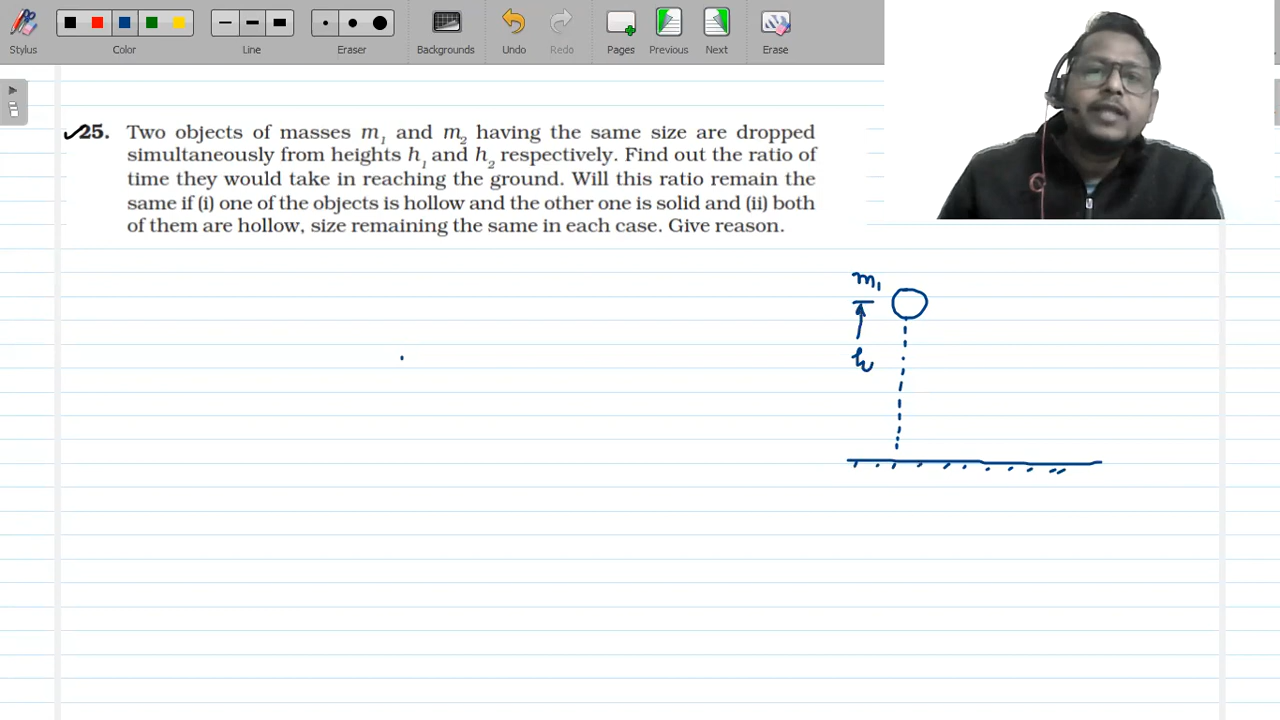 Stylus
Color
Line
Eraser
Backgrounds
Undo
Redo
Pages
Previous
Next
Erase
25. Two objects of masses m₁ and m₂ having the same size are dropped
simultaneously from heights h₁ and h₂ respectively. Find out the ratio of
time they would take in reaching the ground. Will this ratio remain the
same if (i) one of the objects is hollow and the other one is solid and (ii) both
of them are hollow, size remaining the same in each case. Give reason.
m₁
h